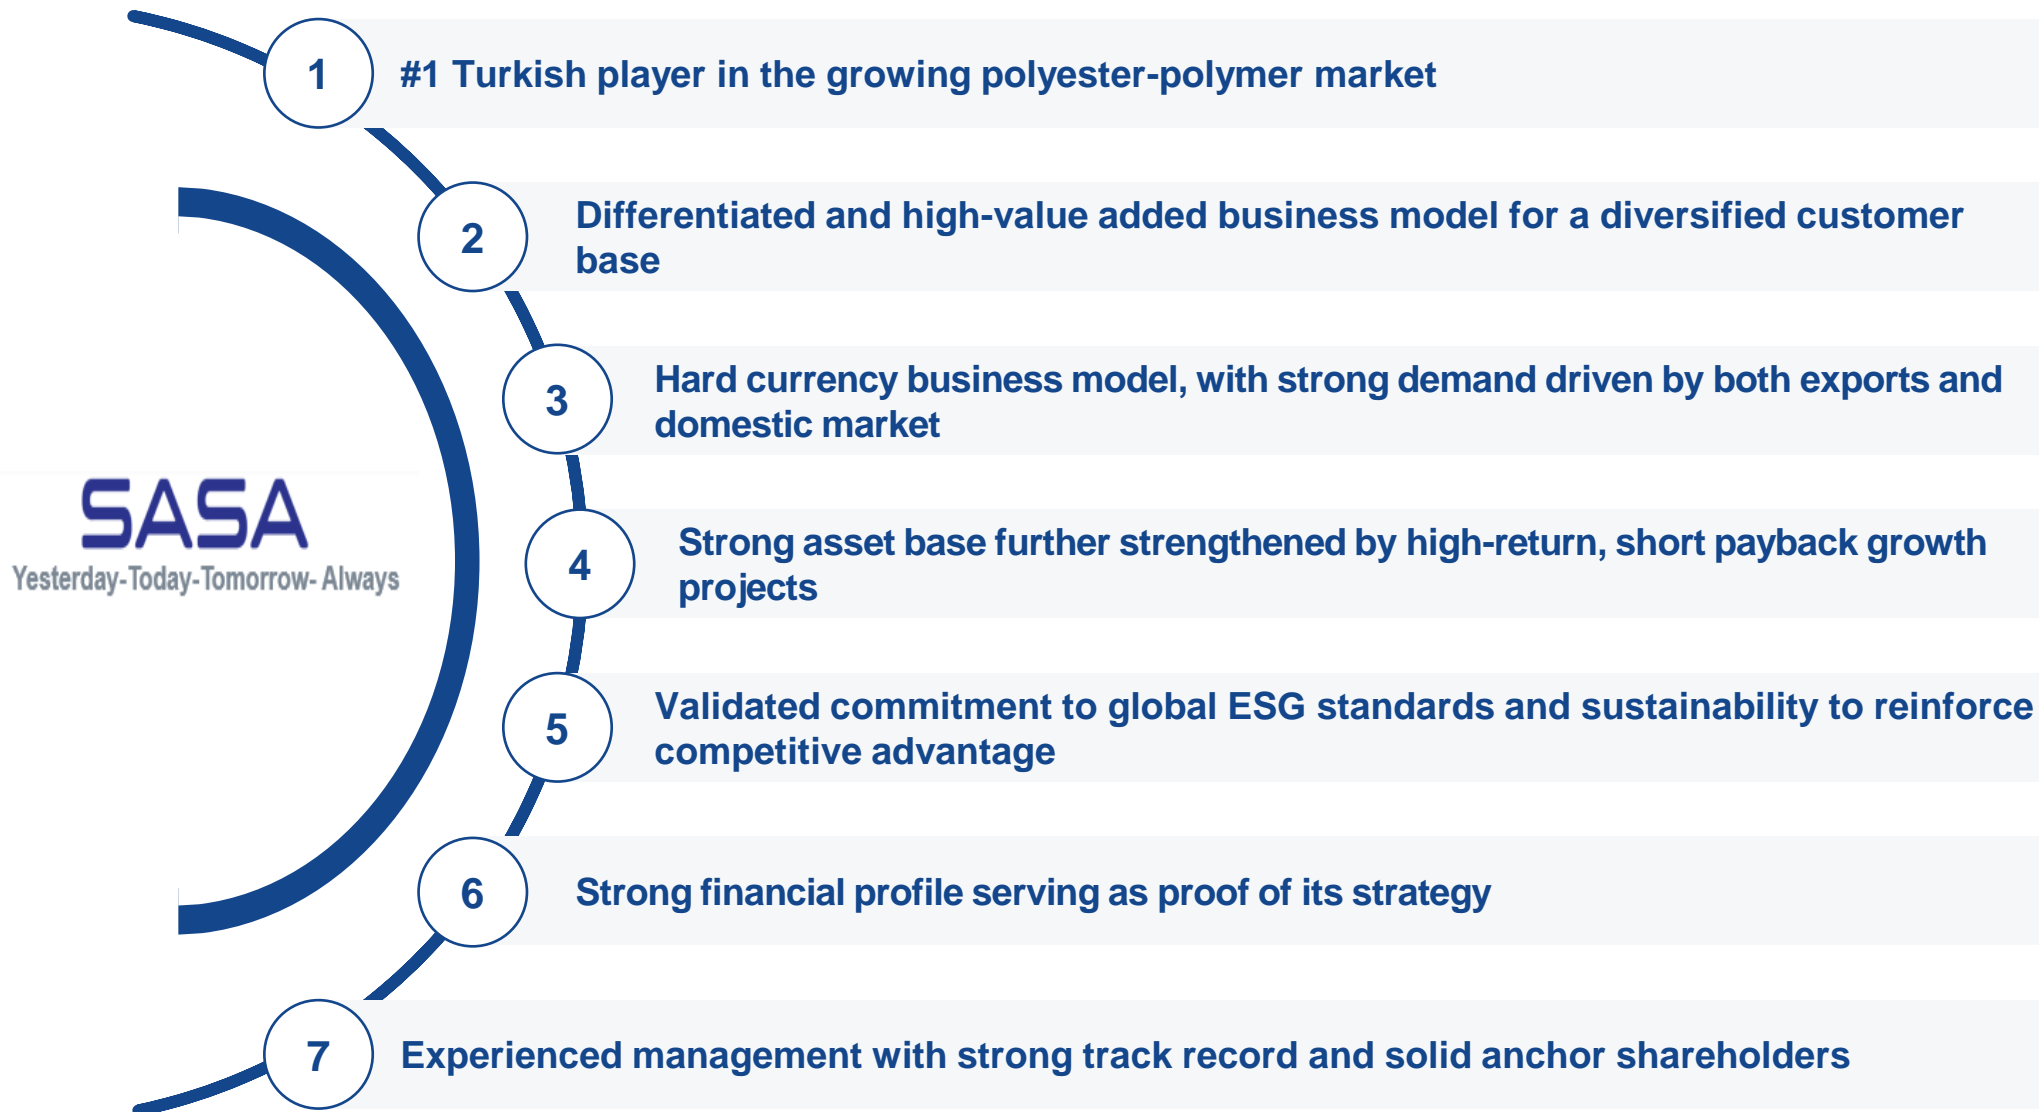 1
#1 Turkish player in the growing polyester-polymer market
2
Differentiated and high-value added business model for a diversified customer
base
3
Hard currency business model, with strong demand driven by both exports and
domestic market
SASA
Yesterday-Today-Tomorrow- Always
4
Strong asset base further strengthened by high-return, short payback growth
projects
5
Validated commitment to global ESG standards and sustainability to reinforce
competitive advantage
6
Strong financial profile serving as proof of its strategy
7
Experienced management with strong track record and solid anchor shareholders